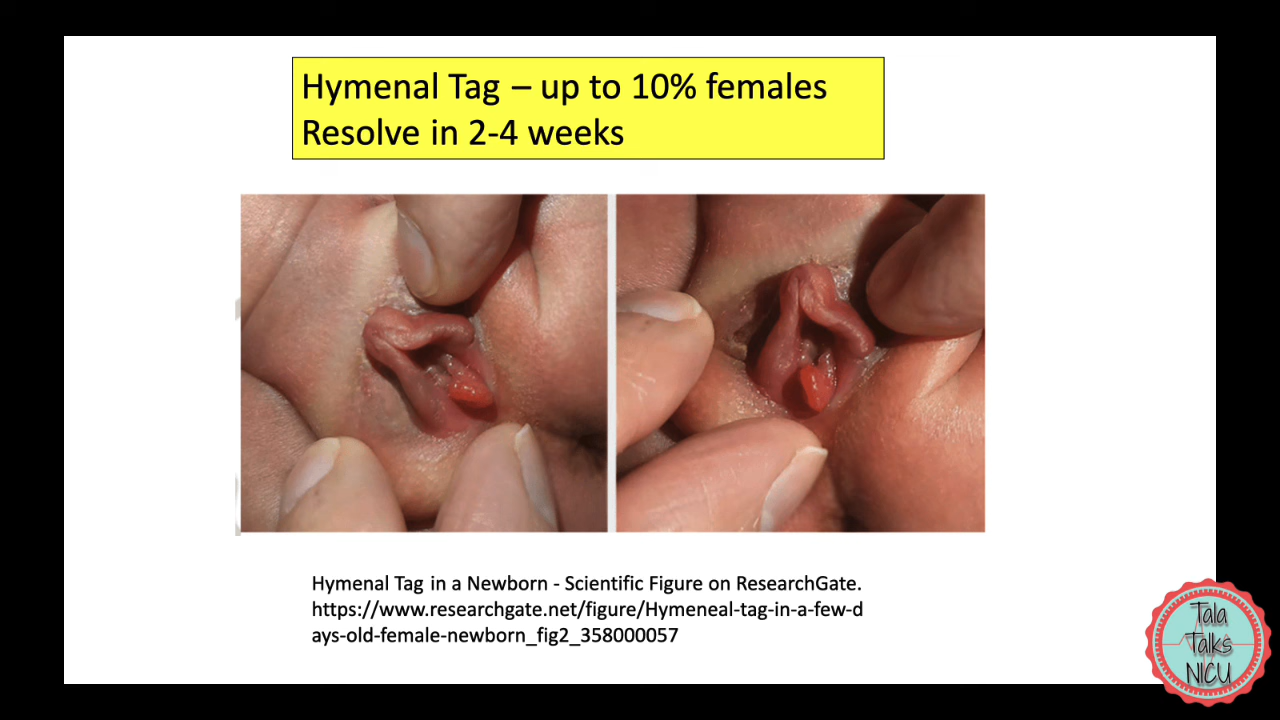 Hymenal Tag – up to 10% females
Resolve in 2-4 weeks
Hymenal Tag in a Newborn - Scientific Figure on ResearchGate.
https://www.researchgate.net/figure/Hymeneal-tag-in-a-few-d
ays-old-female-newborn_fig2_358000057
Tala
Talks
NICU